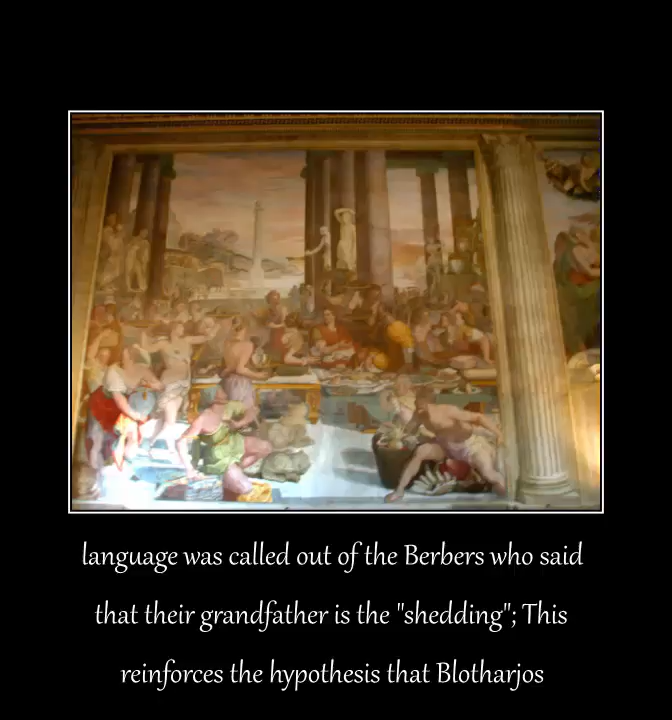 language was called out of the Berbers who said
that their grandfather is the "shedding"; This
reinforces the hypothesis that Blotharjos